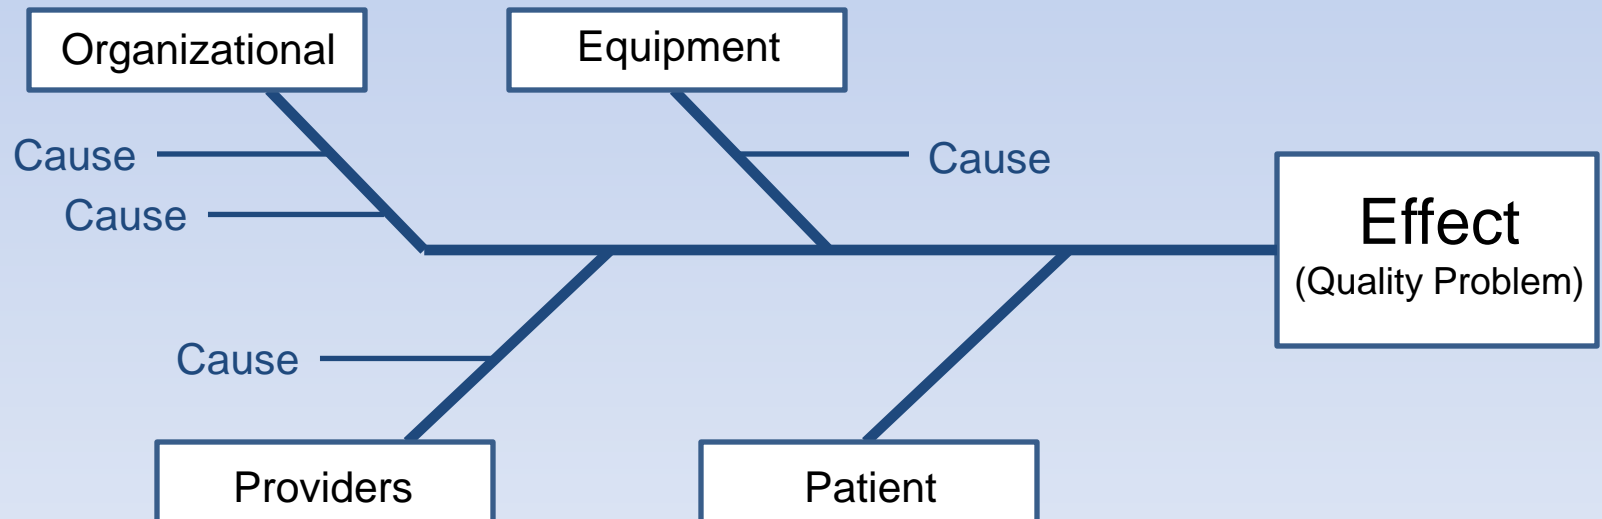 Organizational
Equipment
Cause
Cause
Cause
Effect
(Quality Problem)
Cause
Providers
Patient